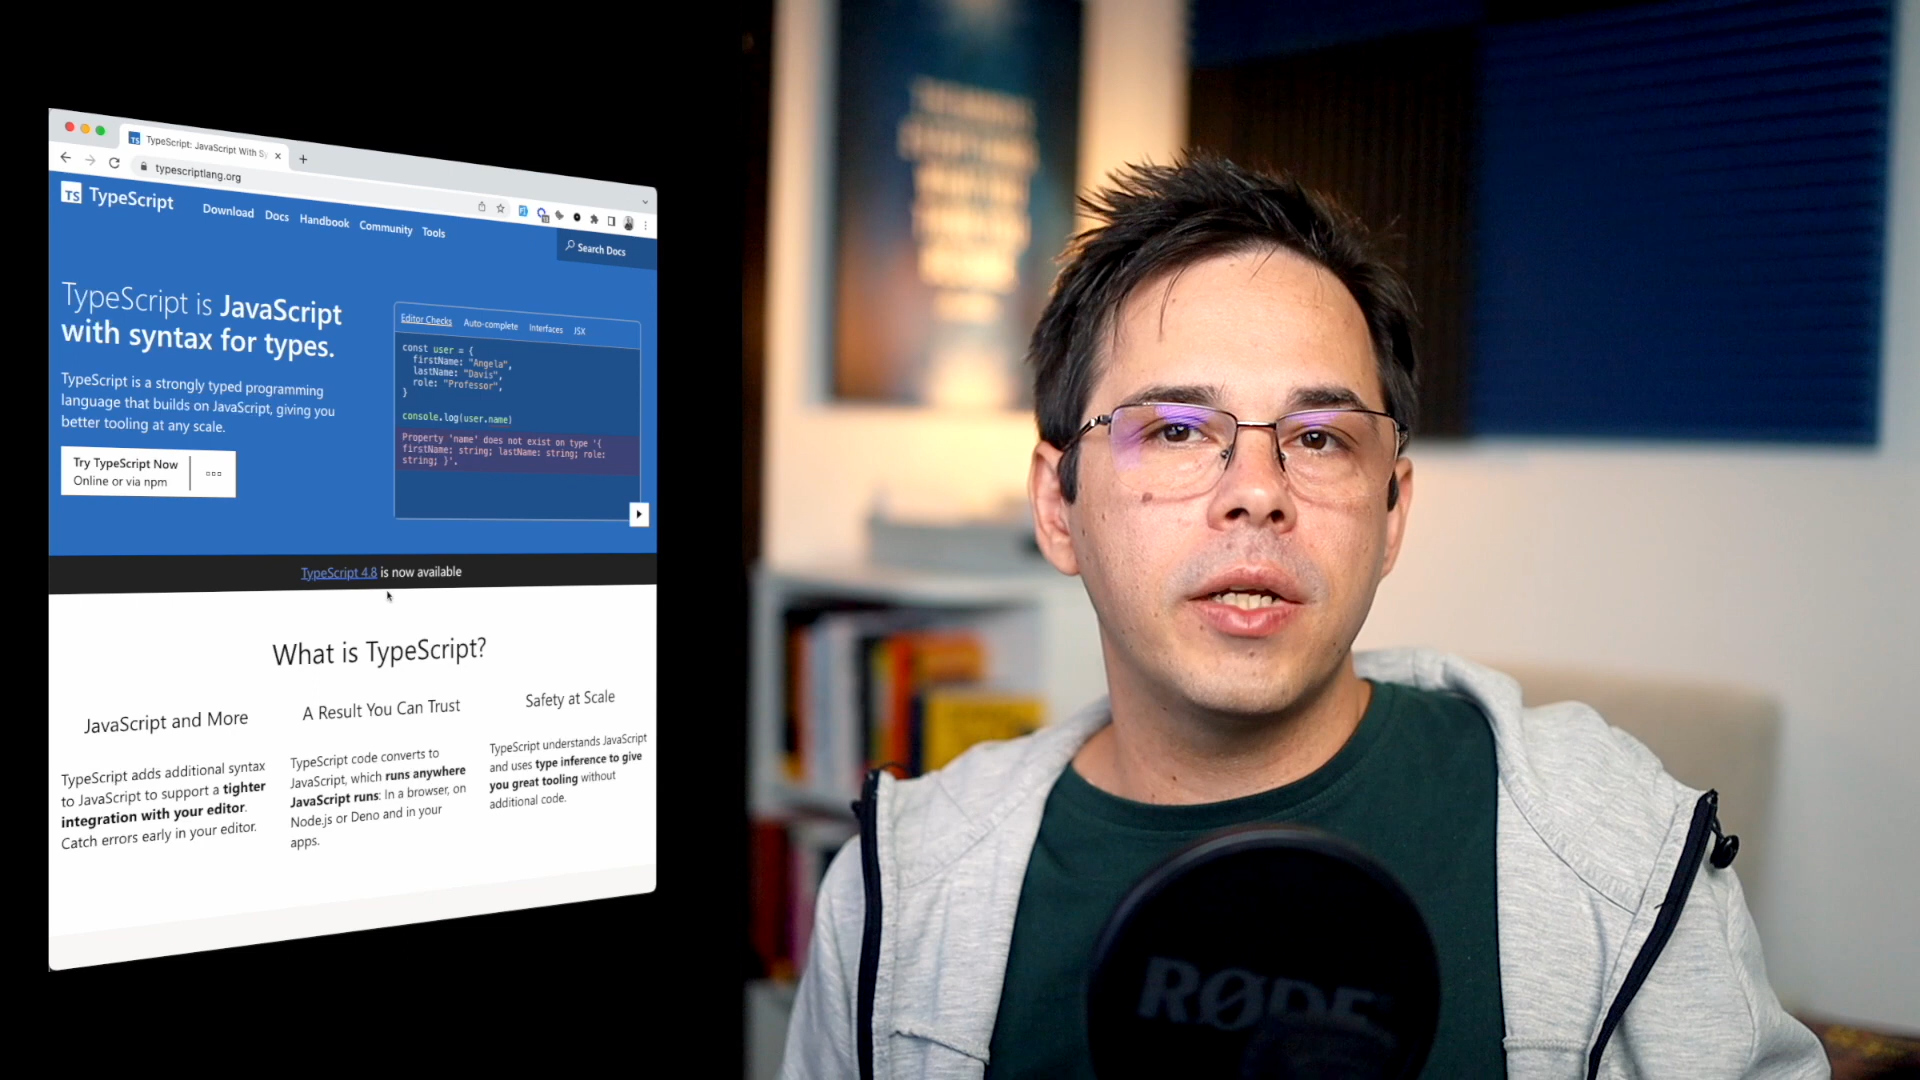 TypeScript: JavaScript With Sy
typescriptlang.org
TS TypeScript
Download Docs Handbook Community Tools
Search Docs
TypeScript is JavaScript
with syntax for types.
TypeScript is a strongly typed programming
language that builds on JavaScript, giving you
better tooling at any scale.
Try TypeScript Now
Online or via npm
Editor Checks Auto-complete Interfaces JSX
const user = {
firstName: "Angela",
lastName: "Davis",
role: "Professor",
}
console.log(user.name)
Property 'name' does not exist on type '{
firstName: string; lastName: string; role:
string; }'.
TypeScript 4.8 is now available
What is TypeScript?
JavaScript and More
TypeScript adds additional syntax
to JavaScript to support a tighter
integration with your editor.
Catch errors early in your editor.
A Result You Can Trust
TypeScript code converts to
JavaScript, which runs anywhere
JavaScript runs: In a browser, on
Node.js or Deno and in your
apps.
Safety at Scale
TypeScript understands JavaScript
and uses type inference to give
you great tooling without
additional code.
RØDE